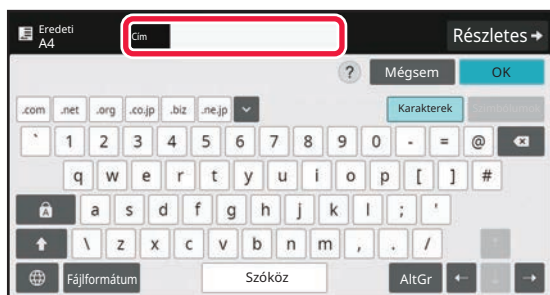 Eredeti
A4
Cím
Részletes
?
Mégsem
OK
.com .net .org .co.jp .biz .ne.jp
Karakterek
Szimbólumok
` 1 2 3 4 5 6 7 8 9 0 - = @
q w e r t y u i o p [ ] #
a s d f g h j k l ; '
\ z x c v b n m , . /
Fájlformátum
Szóköz
AltGr